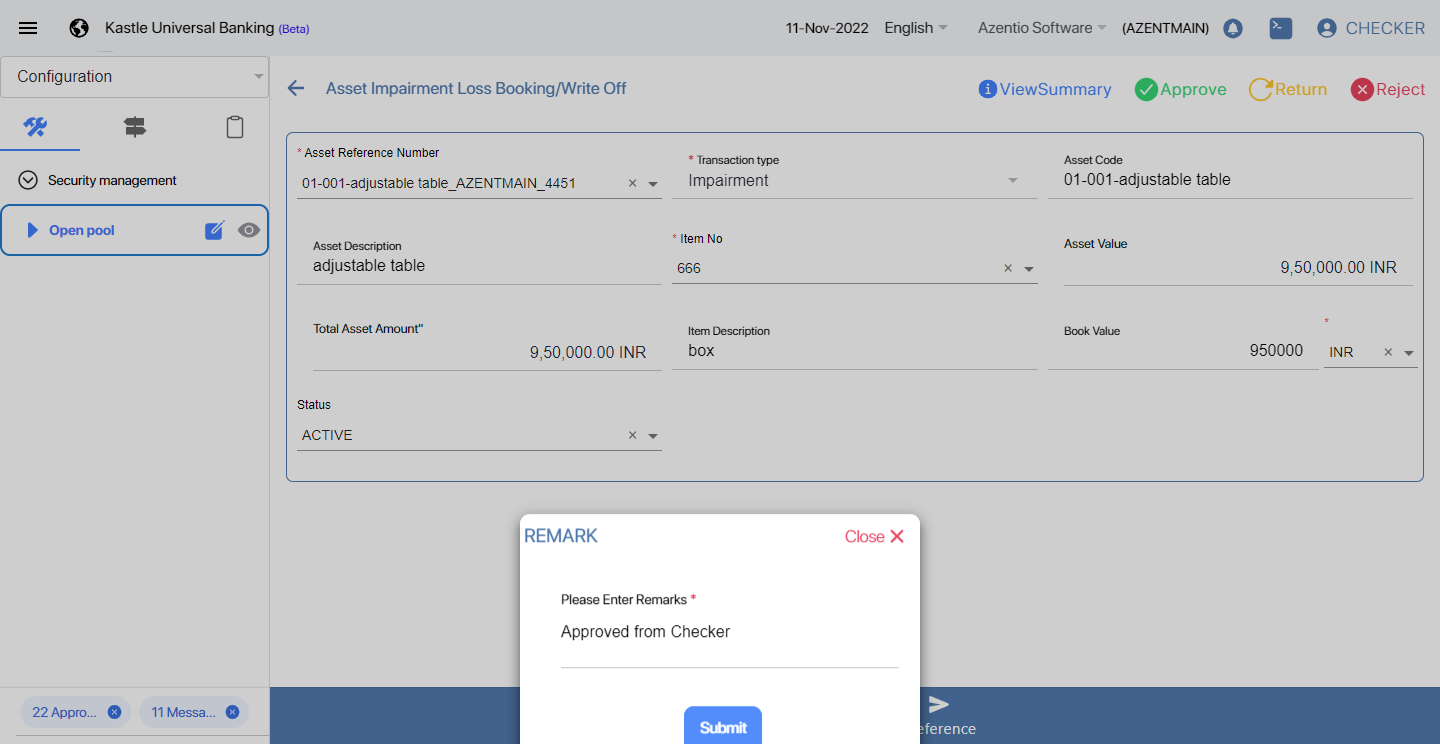 Kastle Universal Banking (Beta)
11-Nov-2022
English
Azentio Software
(AZENTMAIN)
CHECKER
Configuration
Asset Impairment Loss Booking/Write Off
ViewSummary
Approve
Return
Reject
Security management
Open pool
* Asset Reference Number
01-001-adjustable table_AZENTMAIN_4451
* Transaction type
Impairment
Asset Code
01-001-adjustable table
Asset Description
adjustable table
* Item No
666
Asset Value
9,50,000.00 INR
Total Asset Amount"
9,50,000.00 INR
Item Description
box
Book Value
950000
*
INR
Status
ACTIVE
REMARK
Close
Please Enter Remarks *
Approved from Checker
Submit
22 Appro...
11 Messa...